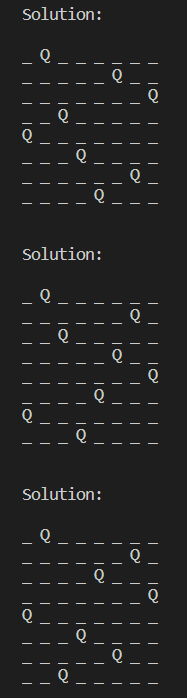 Solution:
_ Q _ _ _ _ _ _
_ _ _ _ _ Q _ _
_ _ _ _ _ _ _ Q
_ _ Q _ _ _ _ _
Q _ _ _ _ _ _ _
_ _ _ Q _ _ _ _
_ _ _ _ _ _ Q _
_ _ _ _ Q _ _ _
Solution:
_ Q _ _ _ _ _ _
_ _ _ _ _ _ Q _
_ _ Q _ _ _ _ _
_ _ _ _ _ Q _ _
_ _ _ _ _ _ _ Q
_ _ _ _ Q _ _ _
Q _ _ _ _ _ _ _
_ _ _ Q _ _ _ _
Solution:
_ Q _ _ _ _ _ _
_ _ _ _ _ _ Q _
_ _ _ _ Q _ _ _
_ _ _ _ _ _ _ Q
Q _ _ _ _ _ _ _
_ _ _ Q _ _ _ _
_ _ _ _ _ Q _ _
_ _ Q _ _ _ _ _